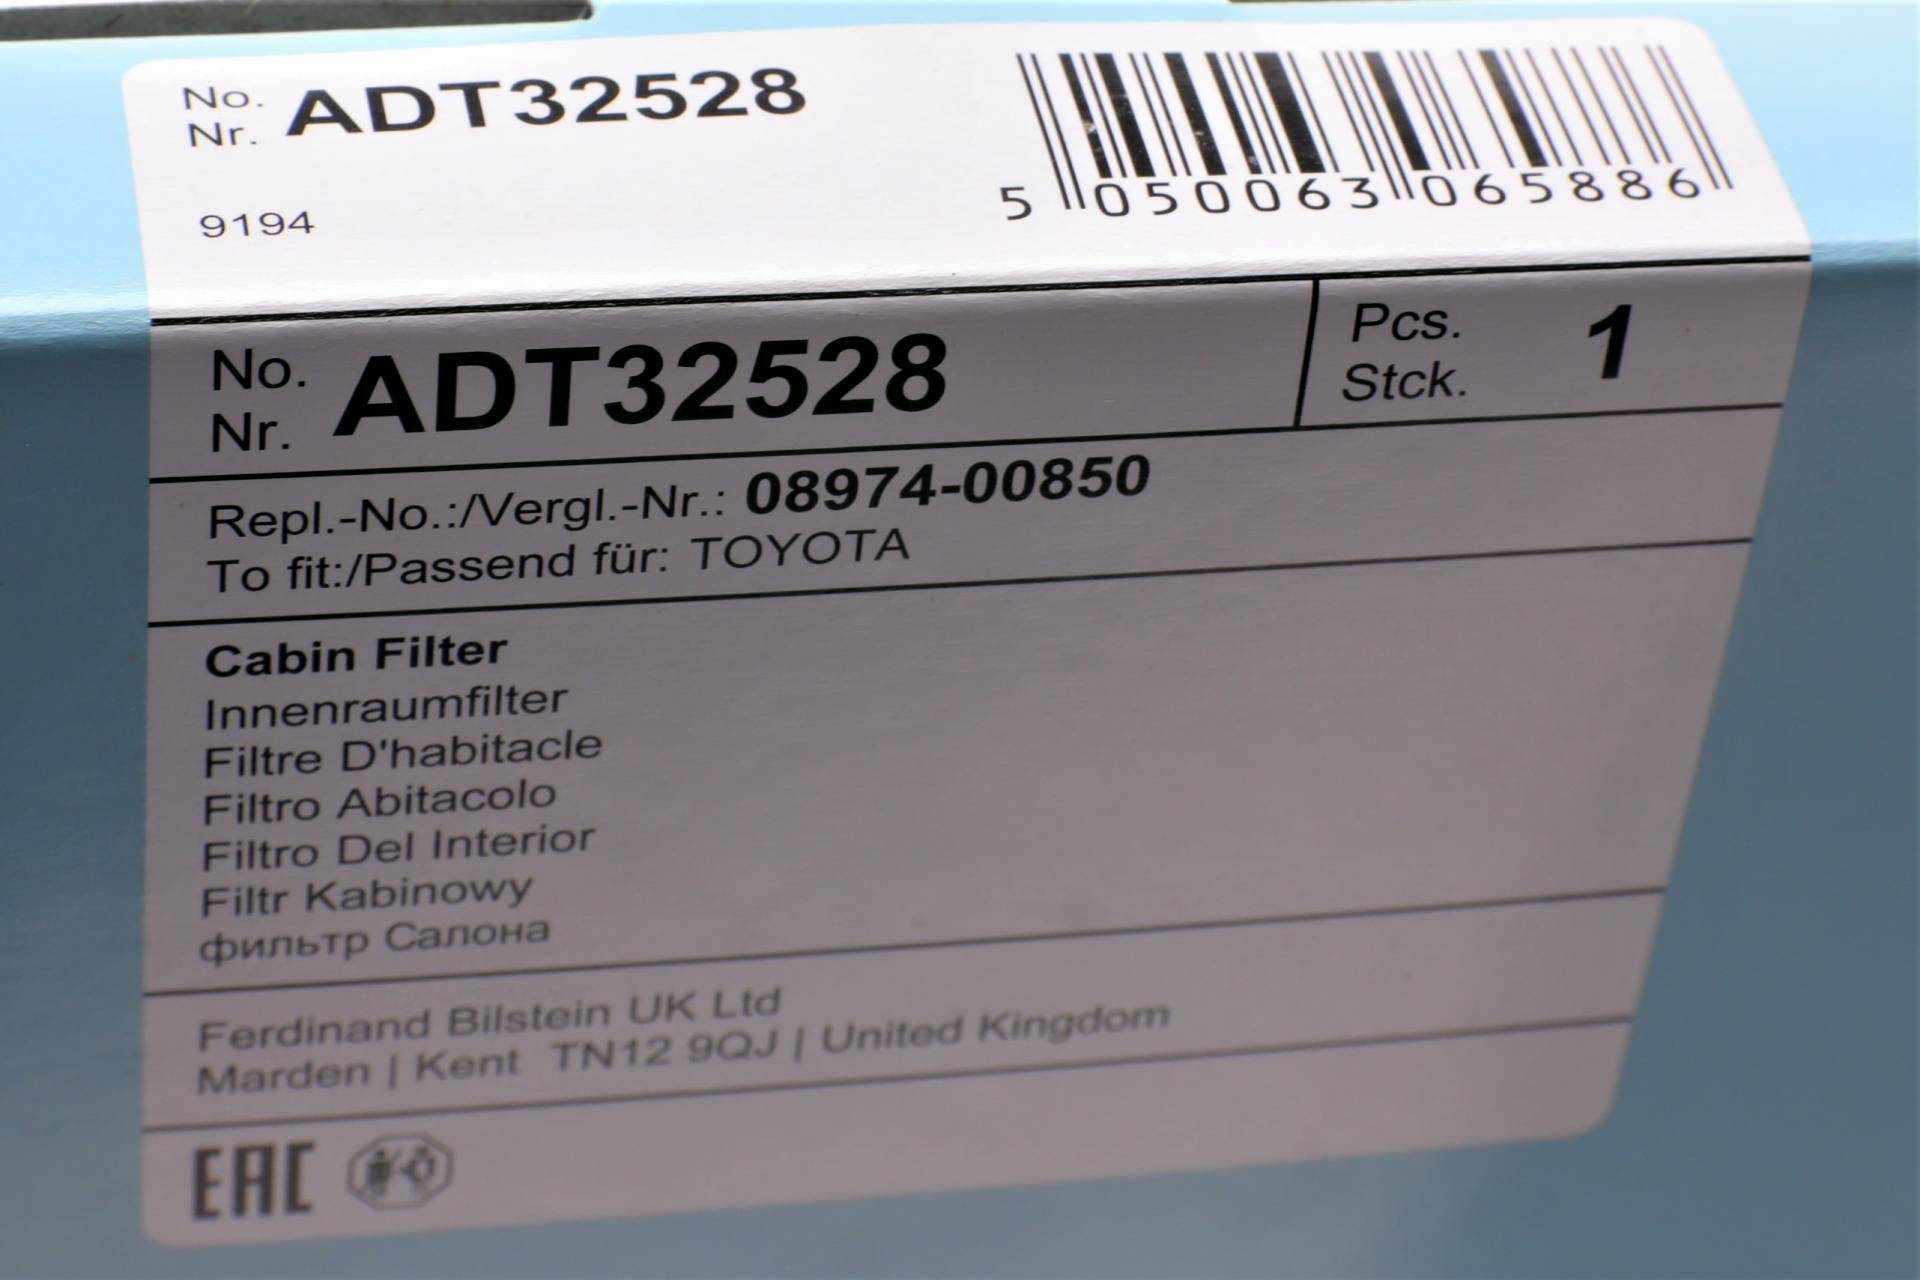 No.
Nr. ADT32528
9194
5 050063 065886
No.
Nr. ADT32528
Pcs.
Stck. 1
Repl.-No.:/Vergl.-Nr.: 08974-00850
To fit:/Passend für: TOYOTA
Cabin Filter
Innenraumfilter
Filtre D'habitacle
Filtro Abitacolo
Filtro Del Interior
Filtr Kabinowy
фильтр Салона
Ferdinand Bilstein UK Ltd
Marden | Kent TN12 9QJ | United Kingdom
EAC